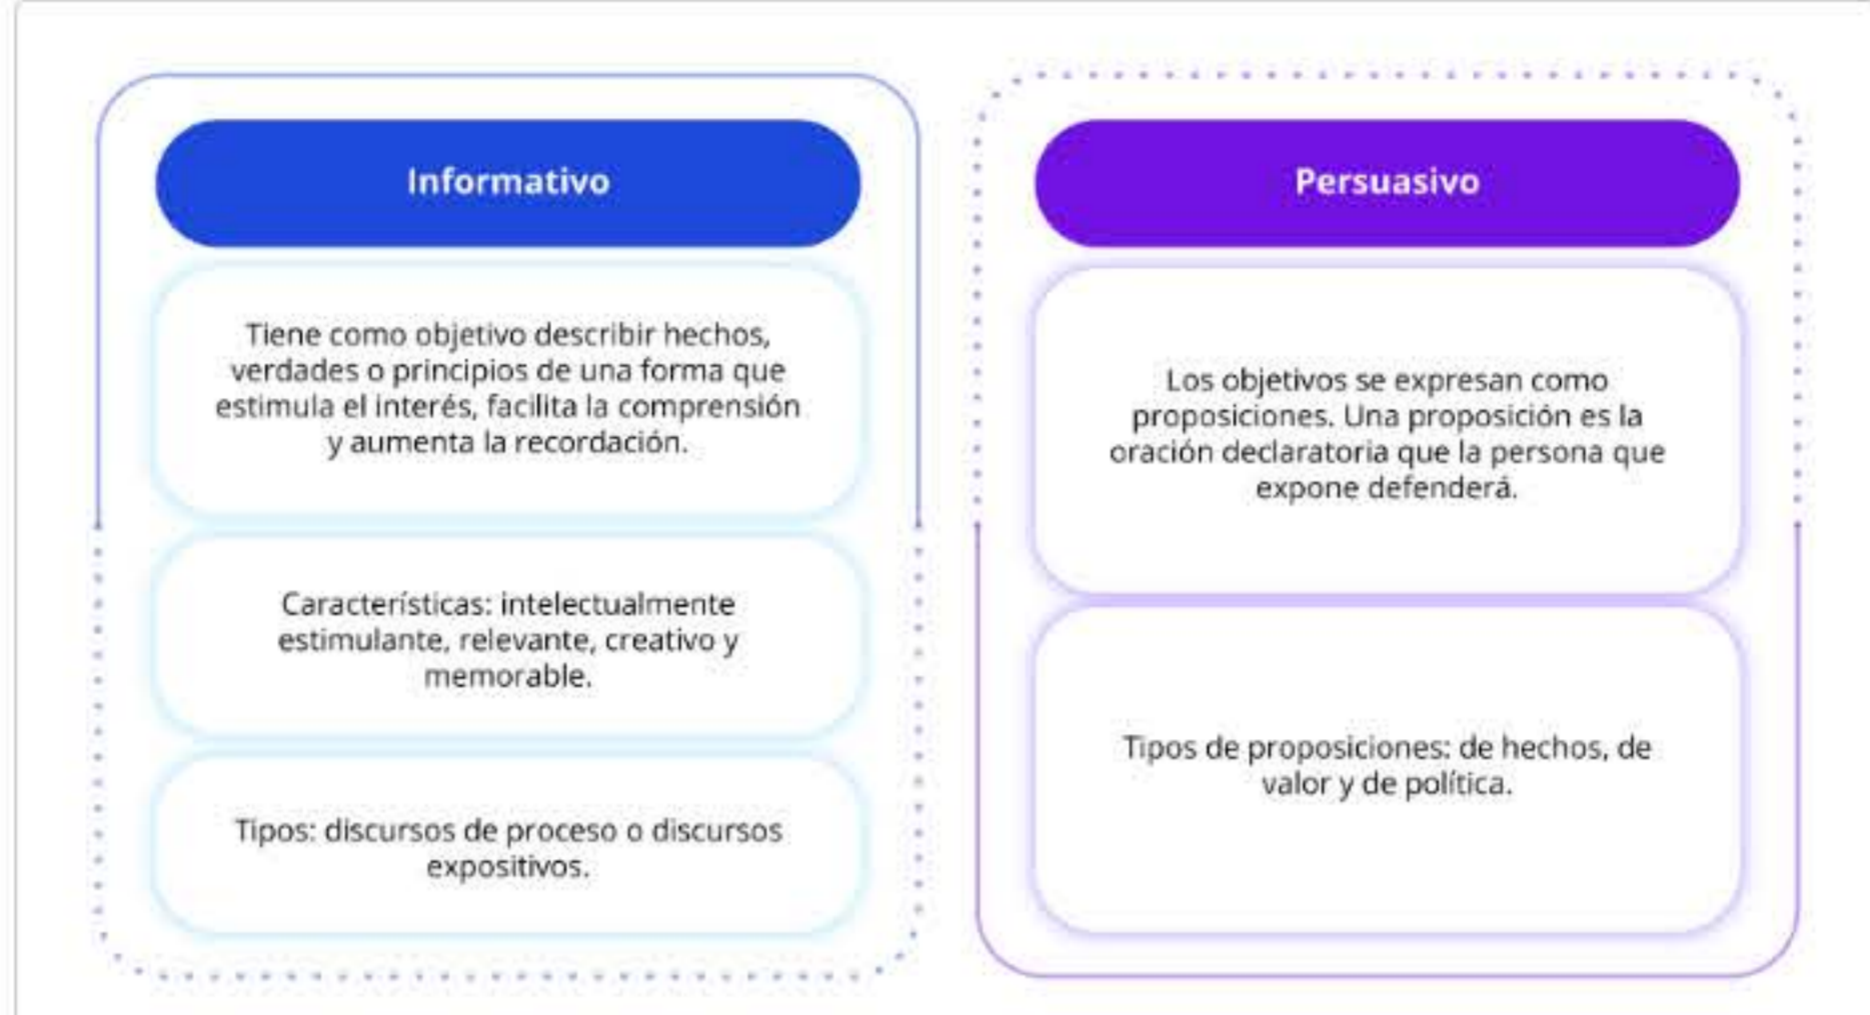 Informativo
Tiene como objetivo describir hechos,
verdades o principios de una forma que
estimula el interés, facilita la comprensión
y aumenta la recordación.
Características: intelectualmente
estimulante, relevante, creativo y
memorable.
Tipos: discursos de proceso o discursos
expositivos.
Persuasivo
Los objetivos se expresan como
proposiciones. Una proposición es la
oración declaratoria que la persona que
expone defenderá.
Tipos de proposiciones: de hechos, de
valor y de política.